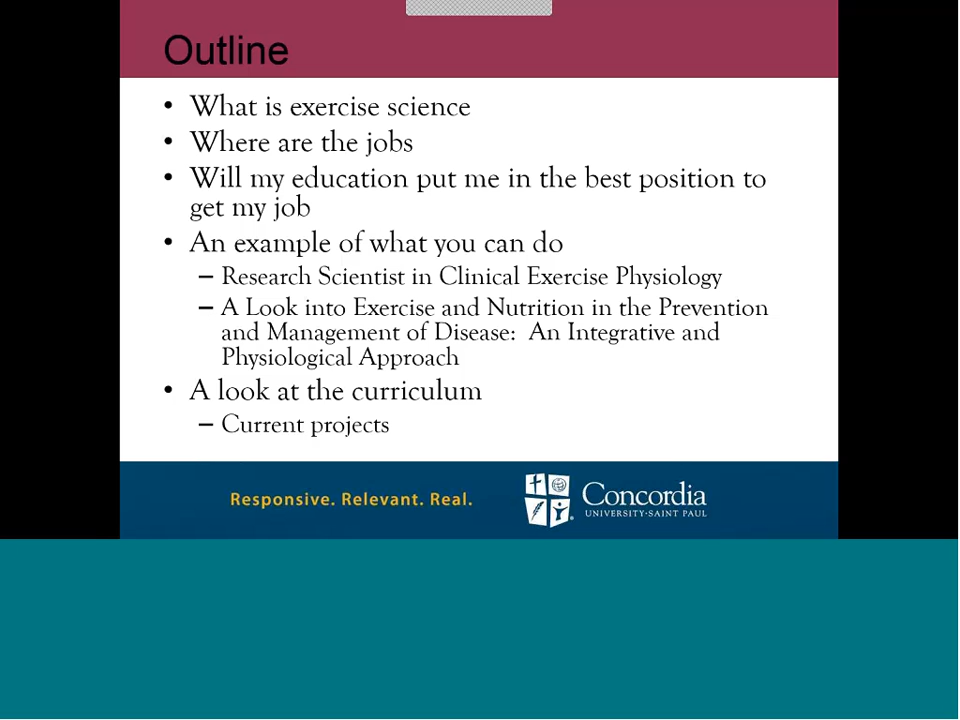 Outline
• What is exercise science
• Where are the jobs
• Will my education put me in the best position to
get my job
• An example of what you can do
– Research Scientist in Clinical Exercise Physiology
– A Look into Exercise and Nutrition in the Prevention
and Management of Disease:  An Integrative and
Physiological Approach
• A look at the curriculum
– Current projects
Responsive. Relevant. Real.
Concordia
UNIVERSITY·SAINT PAUL